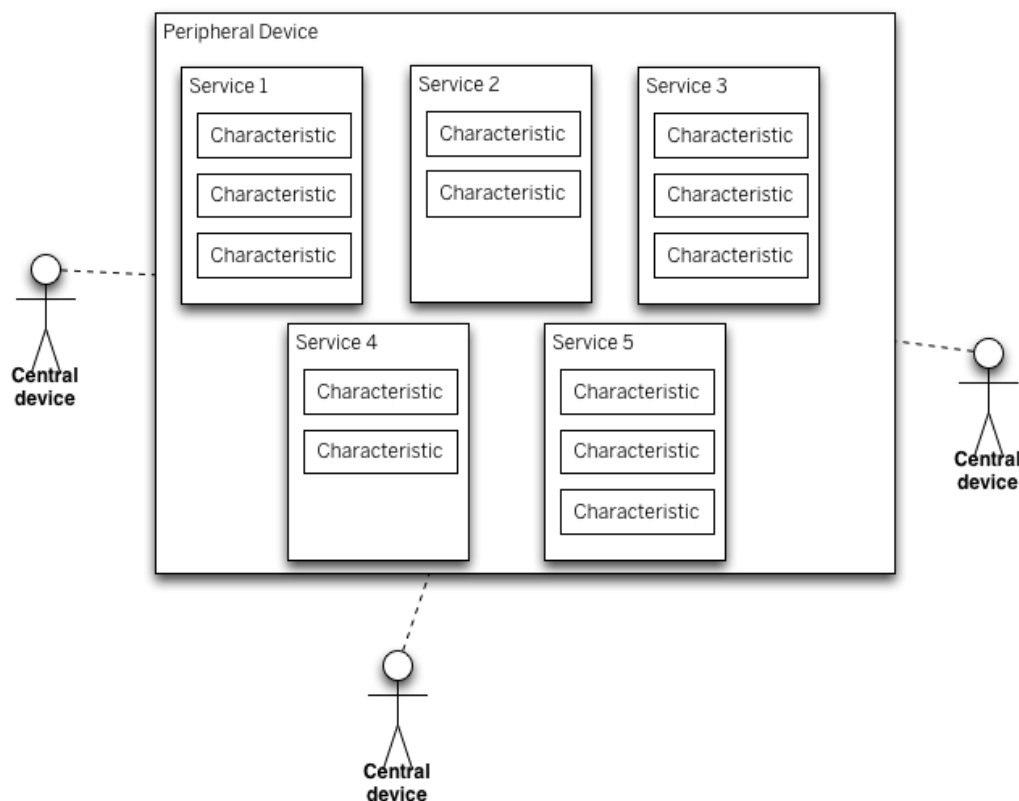 Peripheral Device
Service 1
Characteristic
Characteristic
Characteristic
Service 2
Characteristic
Characteristic
Service 3
Characteristic
Characteristic
Characteristic
Central
device
Service 4
Characteristic
Characteristic
Service 5
Characteristic
Characteristic
Characteristic
Central
device
Central
device